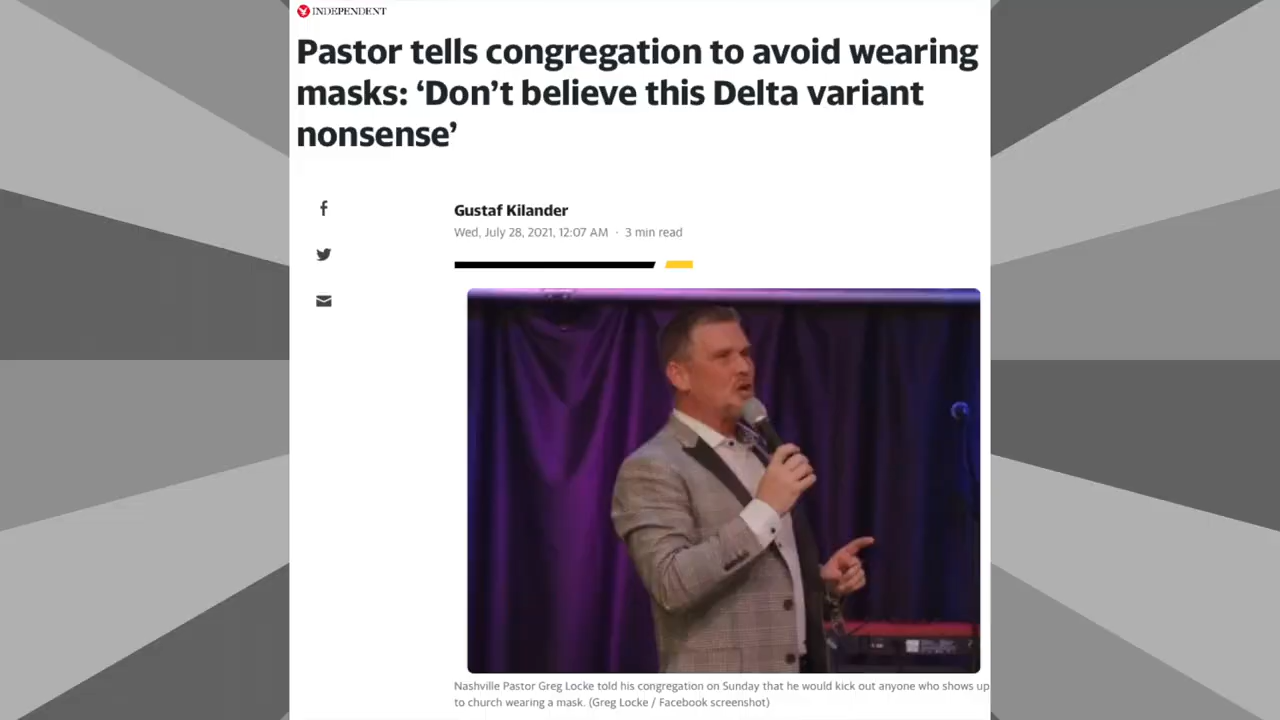 INDEPENDENT
Pastor tells congregation to avoid wearing
masks: ‘Don’t believe this Delta variant
nonsense’
Gustaf Kilander
Wed, July 28, 2021, 12:07 AM · 3 min read
Nashville Pastor Greg Locke told his congregation on Sunday that he would kick out anyone who shows up
to church wearing a mask. (Greg Locke / Facebook screenshot)